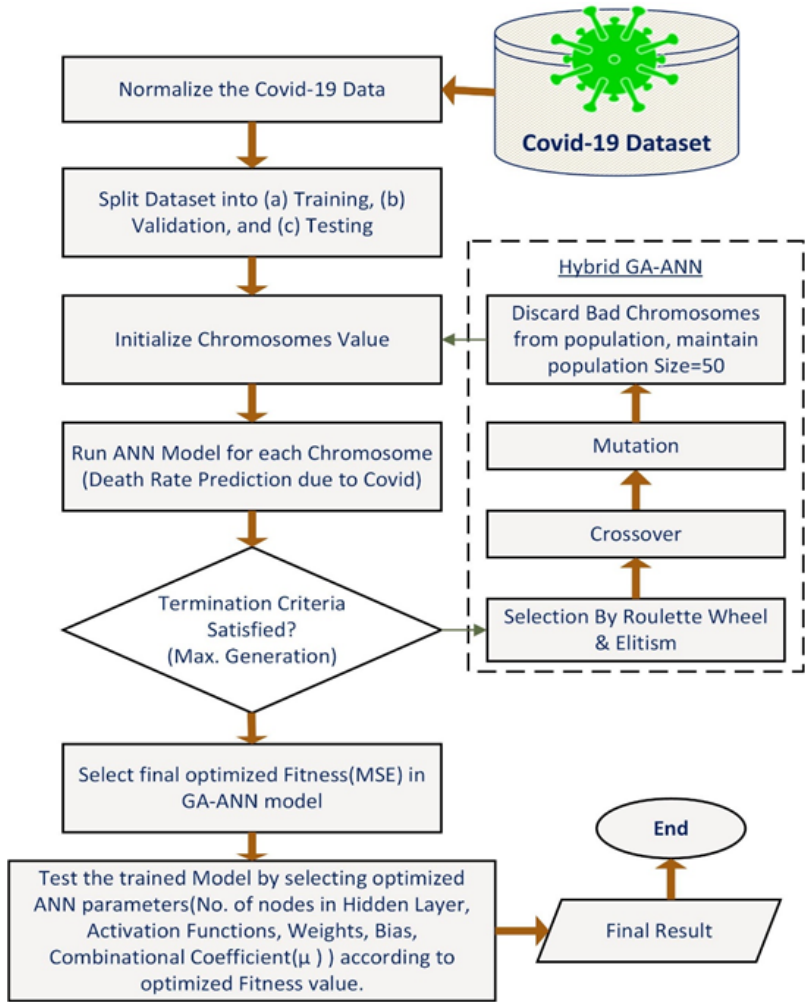 Covid-19 Dataset
Normalize the Covid-19 Data
Split Dataset into (a) Training, (b)
Validation, and (c) Testing
Initialize Chromosomes Value
Run ANN Model for each Chromosome
(Death Rate Prediction due to Covid)
Termination Criteria
Satisfied?
(Max. Generation)
Hybrid GA-ANN
Discard Bad Chromosomes
from population, maintain
population Size=50
Mutation
Crossover
Selection By Roulette Wheel
& Elitism
Select final optimized Fitness(MSE) in
GA-ANN model
Test the trained Model by selecting optimized
ANN parameters(No. of nodes in Hidden Layer,
Activation Functions, Weights, Bias,
Combinational Coefficient(μ ) ) according to
optimized Fitness value.
Final Result
End